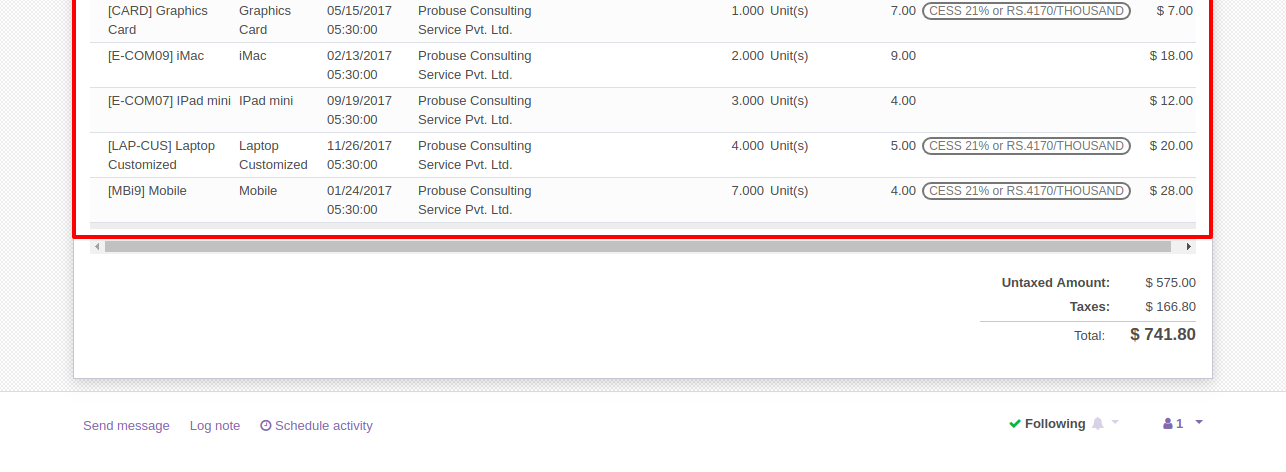 [CARD] Graphics Graphics 05/15/2017 Probuse Consulting 1.000 Unit(s) 7.00 CESS 21% or RS.4170/THOUSAND $ 7.00
Card Card 05:30:00 Service Pvt. Ltd.
[E-COM09] iMac iMac 02/13/2017 Probuse Consulting 2.000 Unit(s) 9.00 $ 18.00
05:30:00 Service Pvt. Ltd.
[E-COM07] IPad mini IPad mini 09/19/2017 Probuse Consulting 3.000 Unit(s) 4.00 $ 12.00
05:30:00 Service Pvt. Ltd.
[LAP-CUS] Laptop Laptop 11/26/2017 Probuse Consulting 4.000 Unit(s) 5.00 CESS 21% or RS.4170/THOUSAND $ 20.00
Customized Customized 05:30:00 Service Pvt. Ltd.
[MBi9] Mobile Mobile 01/24/2017 Probuse Consulting 7.000 Unit(s) 4.00 CESS 21% or RS.4170/THOUSAND $ 28.00
05:30:00 Service Pvt. Ltd.
Untaxed Amount: $ 575.00
Taxes: $ 166.80
Total: $ 741.80
Send message Log note Schedule activity Following 1